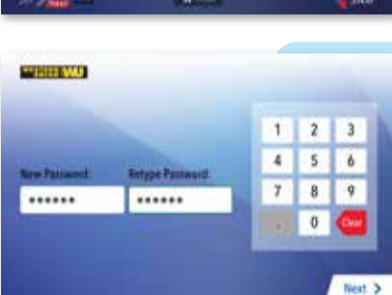 WU
1 2 3
4 5 6
New Password: Retype Password:
7 8 9
****** ******
. 0 Clear
Next >